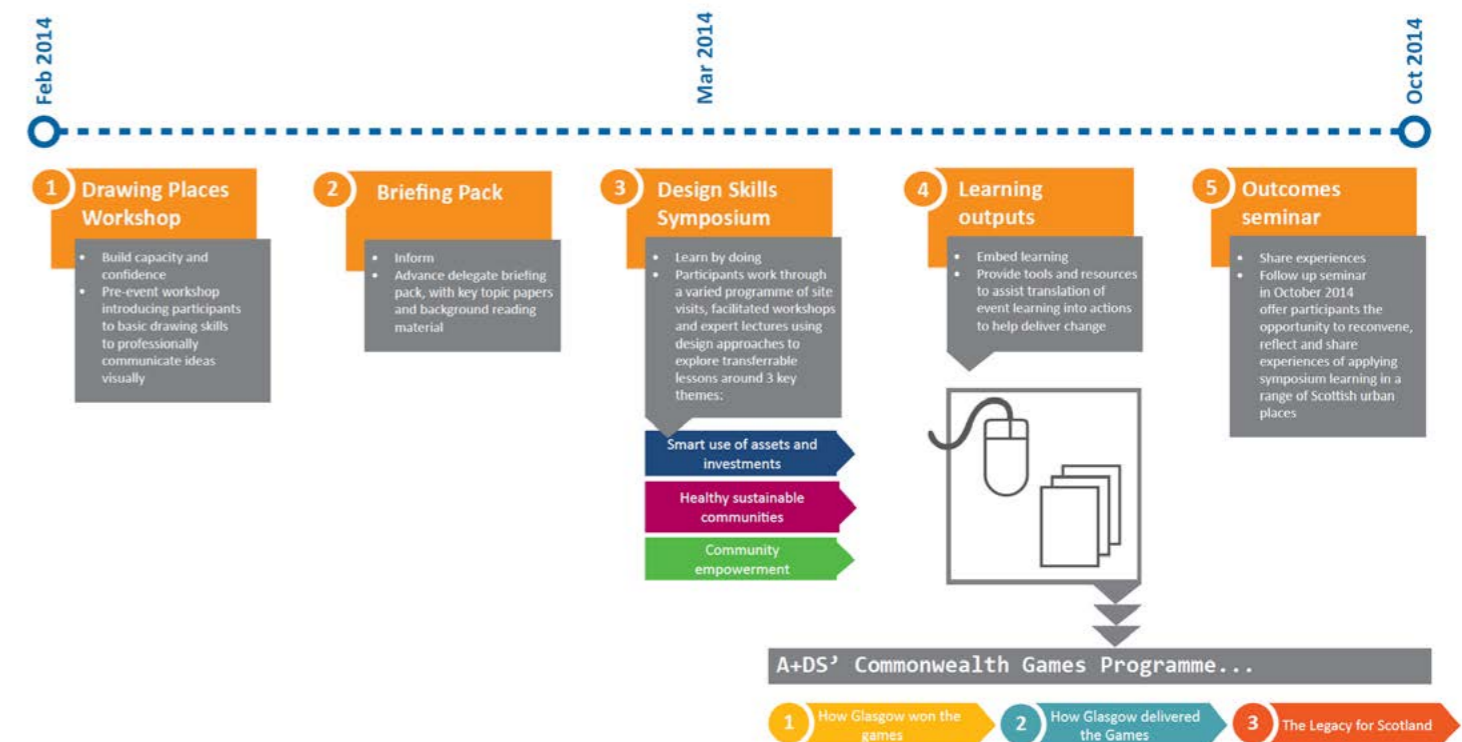 Feb 2014
Mar 2014
Oct 2014
1
Drawing Places
Workshop
• Build capacity and
confidence
• Pre-event workshop
introducing participants
to basic drawing skills
to professionally
communicate ideas
visually
2
Briefing Pack
• Inform
• Advance delegate briefing
pack, with key topic papers
and background reading
material
3
Design Skills
Symposium
• Learn by doing
• Participants work through
a varied programme of site
visits, facilitated workshops
and expert lectures using
design approaches to
explore transferrable
lessons around 3 key
themes:
Smart use of assets and
investments
Healthy sustainable
communities
Community
empowerment
4
Learning
outputs
• Embed learning
• Provide tools and resources
to assist translation of
event learning into actions
to help deliver change
5
Outcomes
seminar
• Share experiences
• Follow up seminar
in October 2014
offer participants the
opportunity to reconvene,
reflect and share
experiences of applying
symposium learning in a
range of Scottish urban
places
A+DS’ Commonwealth Games Programme...
1
How Glasgow won the
games
2
How Glasgow delivered
the Games
3
The Legacy for Scotland